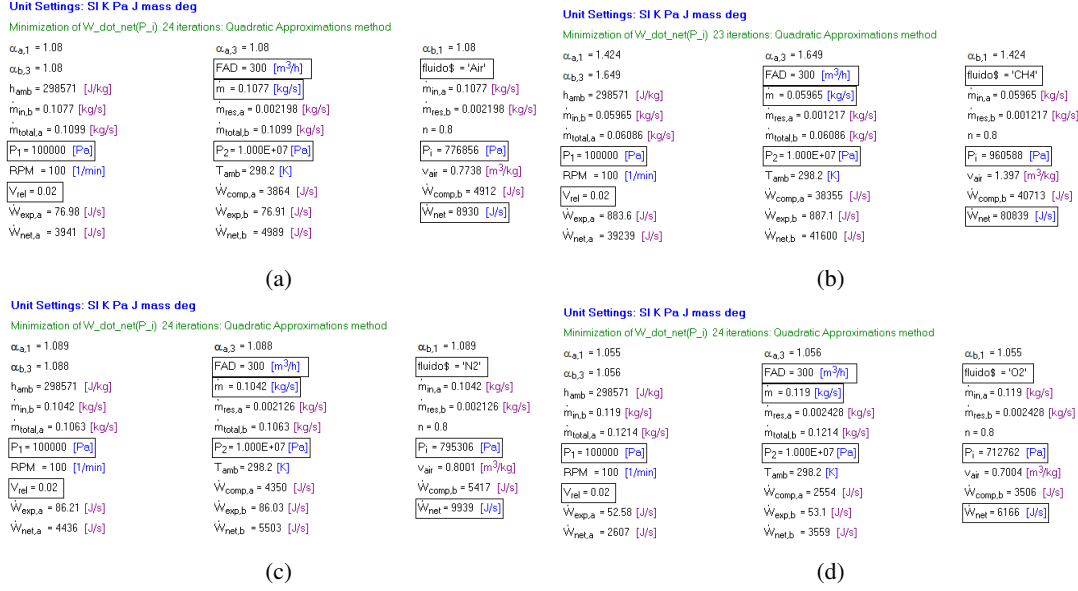 Unit Settings: SI K Pa J mass deg
Minimization of W_dot_net(P_i) 24 iterations: Quadratic Approximations method
α_a,1 = 1.08 α_a,3 = 1.08 α_b,1 = 1.08
α_b,3 = 1.08 FAD = 300 [m³/h] fluido$ = 'Air'
h_amb = 298571 [J/kg] ṁ = 0.1077 [kg/s] ṁ_in,a = 0.1077 [kg/s]
ṁ_in,b = 0.1077 [kg/s] ṁ_res,a = 0.002198 [kg/s] ṁ_res,b = 0.002198 [kg/s]
ṁ_total,a = 0.1099 [kg/s] ṁ_total,b = 0.1099 [kg/s] n = 0.8
P₁ = 100000 [Pa] P₂ = 1.000E+07 [Pa] P_i = 776856 [Pa]
RPM = 100 [1/min] T_amb = 298.2 [K] v_air = 0.7738 [m³/kg]
V_rel = 0.02 Ẇ_comp,a = 3864 [J/s] Ẇ_comp,b = 4912 [J/s]
Ẇ_exp,a = 76.98 [J/s] Ẇ_exp,b = 76.91 [J/s] Ẇ_net = 8930 [J/s]
Ẇ_net,a = 3941 [J/s] Ẇ_net,b = 4989 [J/s]
(a)
Unit Settings: SI K Pa J mass deg
Minimization of W_dot_net(P_i) 23 iterations: Quadratic Approximations method
α_a,1 = 1.424 α_a,3 = 1.649 α_b,1 = 1.424
α_b,3 = 1.649 FAD = 300 [m³/h] fluido$ = 'CH4'
h_amb = 298571 [J/kg] ṁ = 0.05965 [kg/s] ṁ_in,a = 0.05965 [kg/s]
ṁ_in,b = 0.05965 [kg/s] ṁ_res,a = 0.001217 [kg/s] ṁ_res,b = 0.001217 [kg/s]
ṁ_total,a = 0.06086 [kg/s] ṁ_total,b = 0.06086 [kg/s] n = 0.8
P₁ = 100000 [Pa] P₂ = 1.000E+07 [Pa] P_i = 960588 [Pa]
RPM = 100 [1/min] T_amb = 298.2 [K] v_air = 1.397 [m³/kg]
V_rel = 0.02 Ẇ_comp,a = 38355 [J/s] Ẇ_comp,b = 40713 [J/s]
Ẇ_exp,a = 883.6 [J/s] Ẇ_exp,b = 887.1 [J/s] Ẇ_net = 80839 [J/s]
Ẇ_net,a = 39239 [J/s] Ẇ_net,b = 41600 [J/s]
(b)
Unit Settings: SI K Pa J mass deg
Minimization of W_dot_net(P_i) 24 iterations: Quadratic Approximations method
α_a,1 = 1.089 α_a,3 = 1.088 α_b,1 = 1.089
α_b,3 = 1.088 FAD = 300 [m³/h] fluido$ = 'N2'
h_amb = 298571 [J/kg] ṁ = 0.1042 [kg/s] ṁ_in,a = 0.1042 [kg/s]
ṁ_in,b = 0.1042 [kg/s] ṁ_res,a = 0.002126 [kg/s] ṁ_res,b = 0.002126 [kg/s]
ṁ_total,a = 0.1063 [kg/s] ṁ_total,b = 0.1063 [kg/s] n = 0.8
P₁ = 100000 [Pa] P₂ = 1.000E+07 [Pa] P_i = 795306 [Pa]
RPM = 100 [1/min] T_amb = 298.2 [K] v_air = 0.8001 [m³/kg]
V_rel = 0.02 Ẇ_comp,a = 4350 [J/s] Ẇ_comp,b = 5417 [J/s]
Ẇ_exp,a = 86.21 [J/s] Ẇ_exp,b = 86.03 [J/s] Ẇ_net = 9939 [J/s]
Ẇ_net,a = 4436 [J/s] Ẇ_net,b = 5503 [J/s]
(c)
Unit Settings: SI K Pa J mass deg
Minimization of W_dot_net(P_i) 24 iterations: Quadratic Approximations method
α_a,1 = 1.055 α_a,3 = 1.056 α_b,1 = 1.055
α_b,3 = 1.056 FAD = 300 [m³/h] fluido$ = 'O2'
h_amb = 298571 [J/kg] ṁ = 0.119 [kg/s] ṁ_in,a = 0.119 [kg/s]
ṁ_in,b = 0.119 [kg/s] ṁ_res,a = 0.002428 [kg/s] ṁ_res,b = 0.002428 [kg/s]
ṁ_total,a = 0.1214 [kg/s] ṁ_total,b = 0.1214 [kg/s] n = 0.8
P₁ = 100000 [Pa] P₂ = 1.000E+07 [Pa] P_i = 712762 [Pa]
RPM = 100 [1/min] T_amb = 298.2 [K] v_air = 0.7004 [m³/kg]
V_rel = 0.02 Ẇ_comp,a = 2554 [J/s] Ẇ_comp,b = 3506 [J/s]
Ẇ_exp,a = 52.58 [J/s] Ẇ_exp,b = 53.1 [J/s] Ẇ_net = 6166 [J/s]
Ẇ_net,a = 2607 [J/s] Ẇ_net,b = 3559 [J/s]
(d)